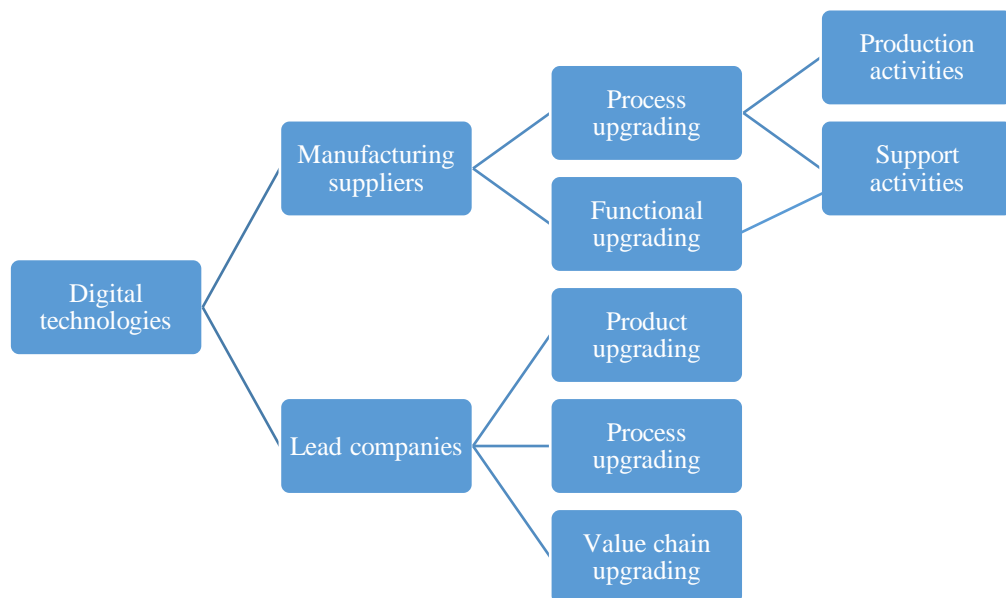 Digital
technologies
Manufacturing
suppliers
Lead companies
Process
upgrading
Functional
upgrading
Product
upgrading
Process
upgrading
Value chain
upgrading
Production
activities
Support
activities